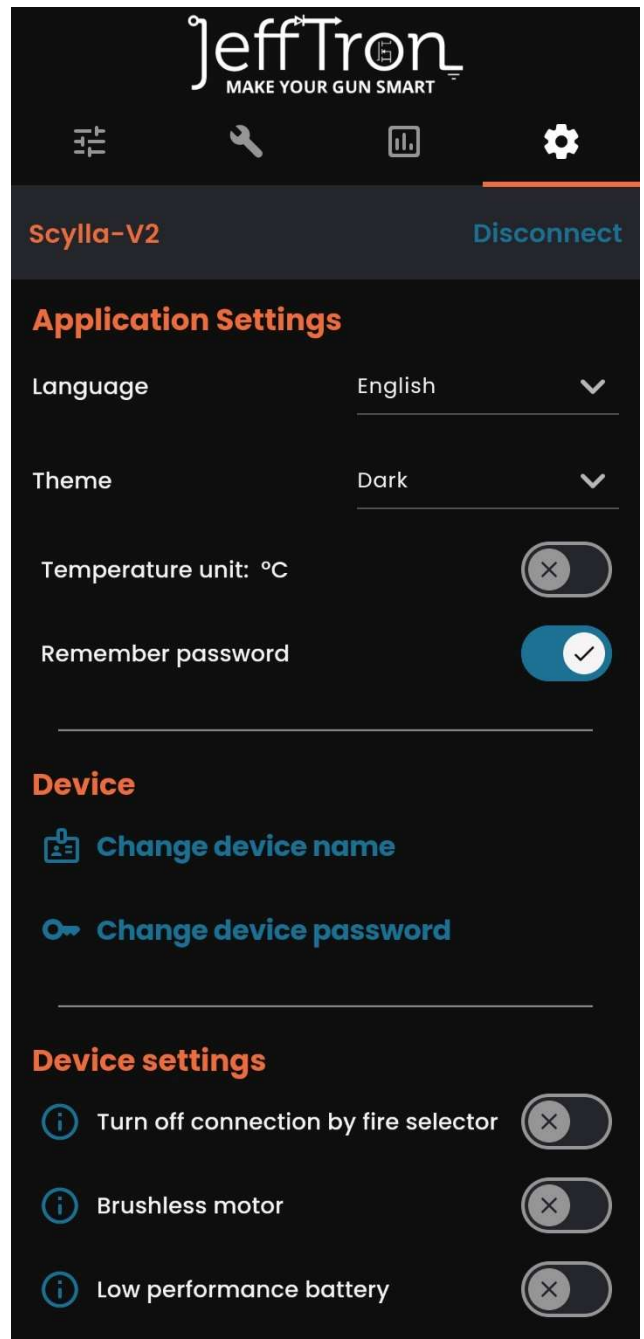 JeffTron
MAKE YOUR GUN SMART
Scylla-V2 Disconnect
Application Settings
Language English
Theme Dark
Temperature unit: °C
Remember password
Device
Change device name
Change device password
Device settings
Turn off connection by fire selector
Brushless motor
Low performance battery